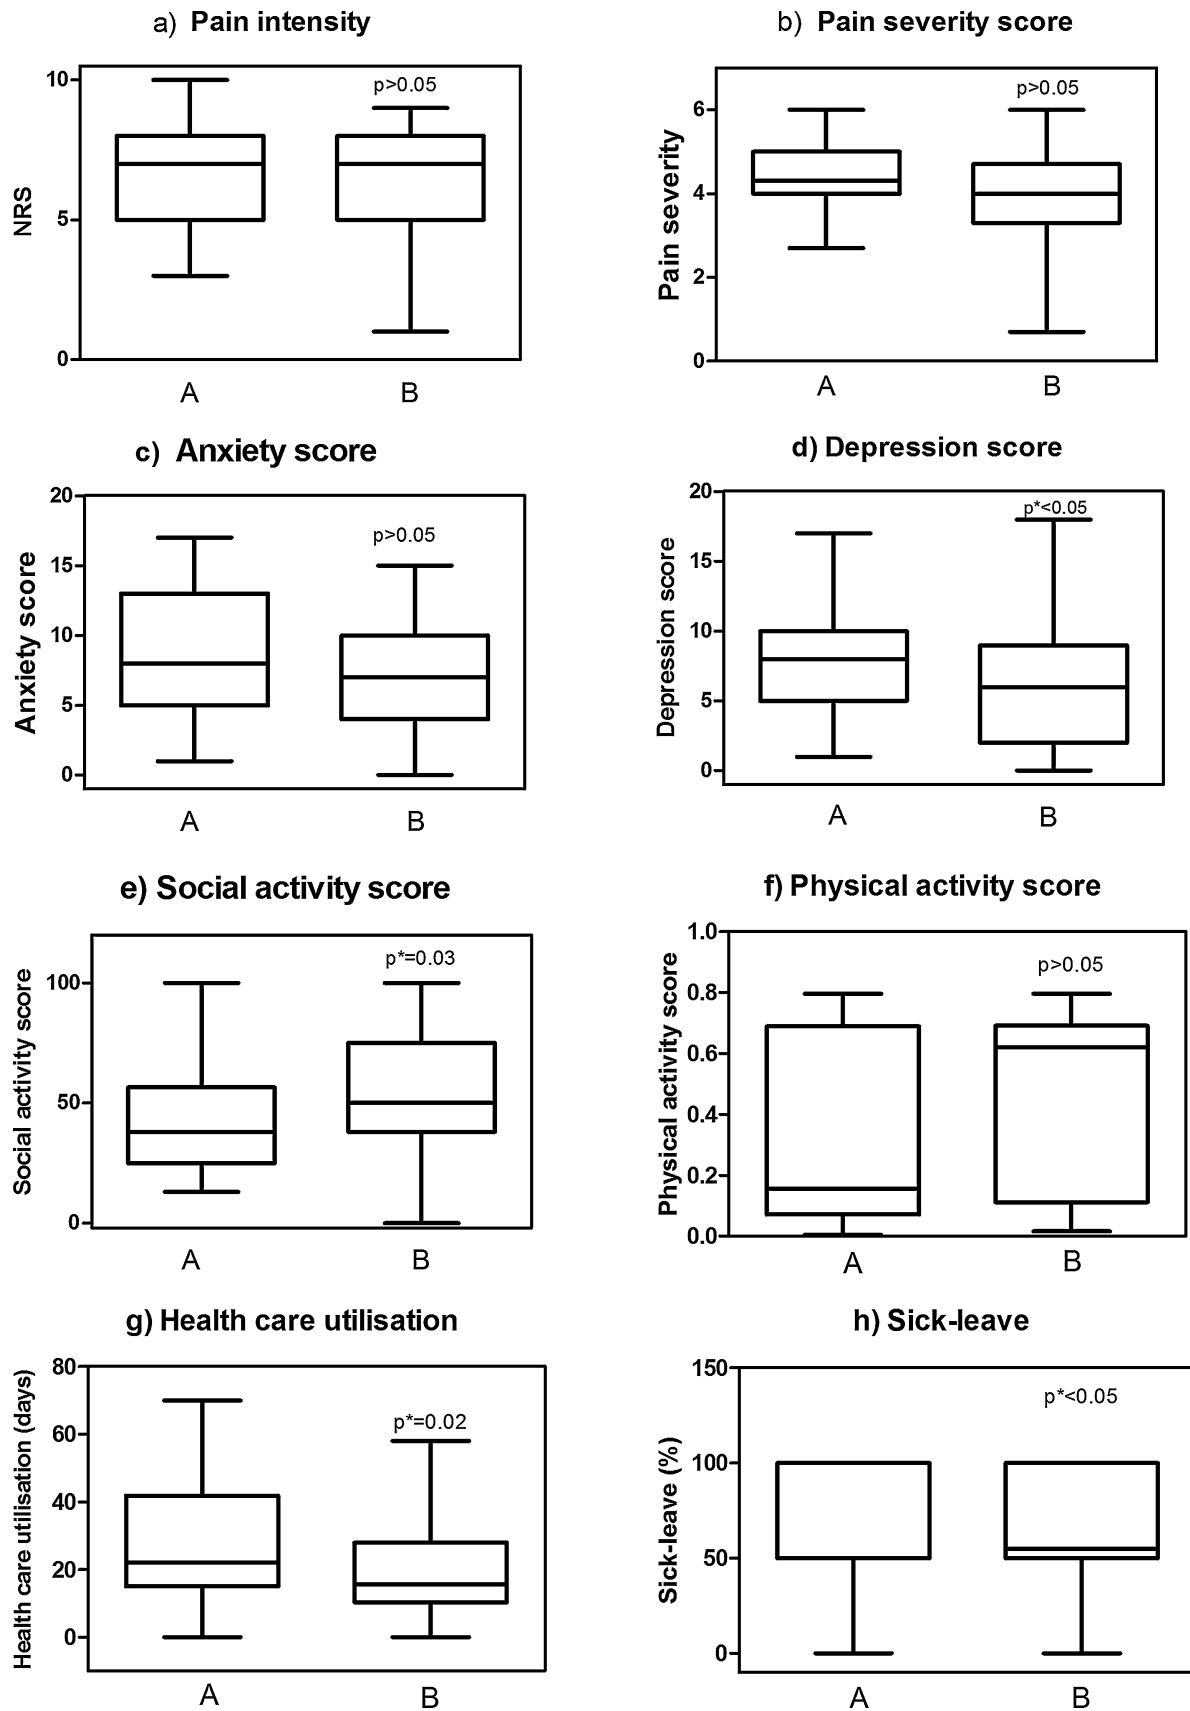 a) Pain intensity
b) Pain severity score
10
5
0
NRS
p>0.05
A
B
6
4
2
0
Pain severity
p>0.05
A
B
c) Anxiety score
d) Depression score
20
15
10
5
0
Anxiety score
p>0.05
A
B
20
15
10
5
0
Depression score
p*<0.05
A
B
e) Social activity score
f) Physical activity score
100
50
0
Social activity score
p*=0.03
A
B
1.0
0.8
0.6
0.4
0.2
0.0
Physical activity score
p>0.05
A
B
g) Health care utilisation
h) Sick-leave
80
60
40
20
0
Health care utilisation (days)
p*=0.02
A
B
150
100
50
0
Sick-leave (%)
p*<0.05
A
B